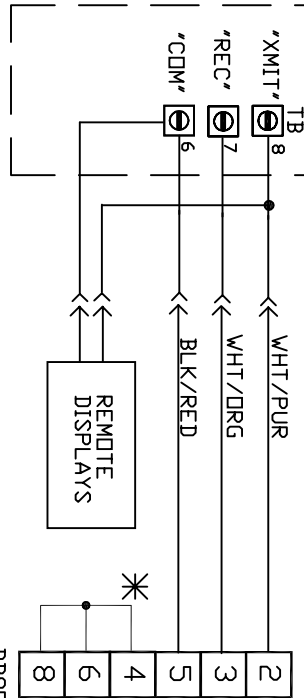 TB
"XMIT"
8
"REC"
7
"COM"
6
WHT/PUR
WHT/ORG
BLK/RED
REMOTE
DISPLAYS
*
2
3
5
4
6
8